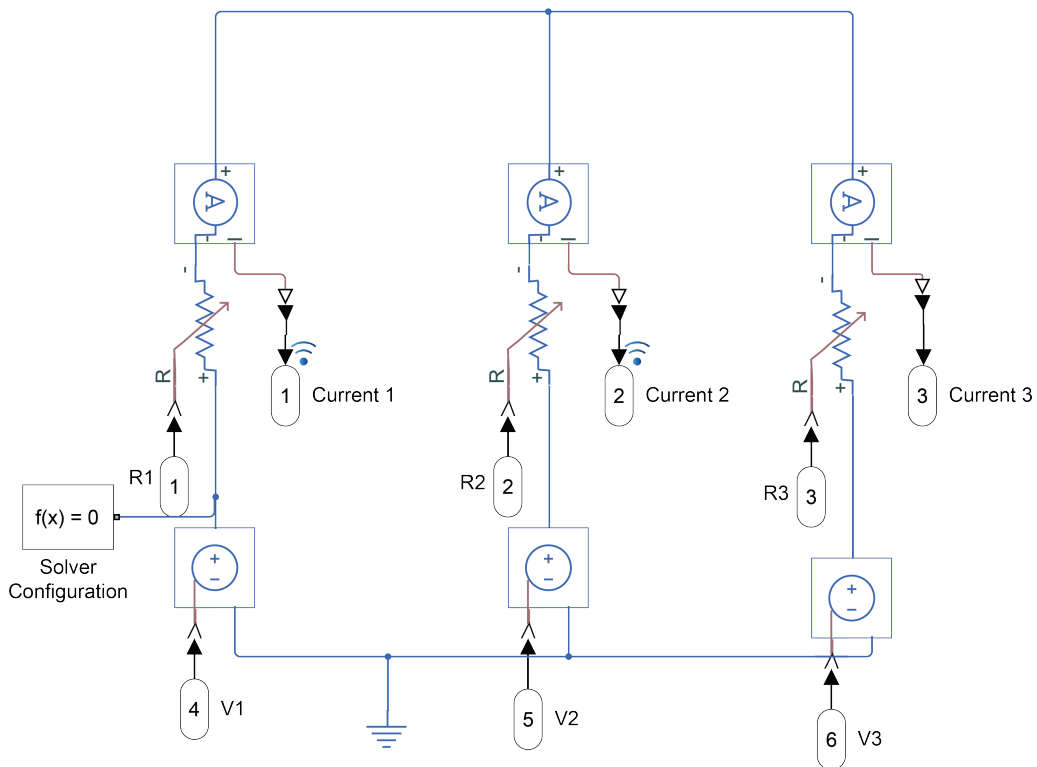 +
+
+
A
A
A
-
I
-
I
-
I
-
-
-
R
+
1
Current 1
R
+
2
Current 2
R
+
3
Current 3
R1
1
R2
2
R3
3
f(x) = 0
Solver
Configuration
+
−
+
−
+
−
4
V1
5
V2
6
V3